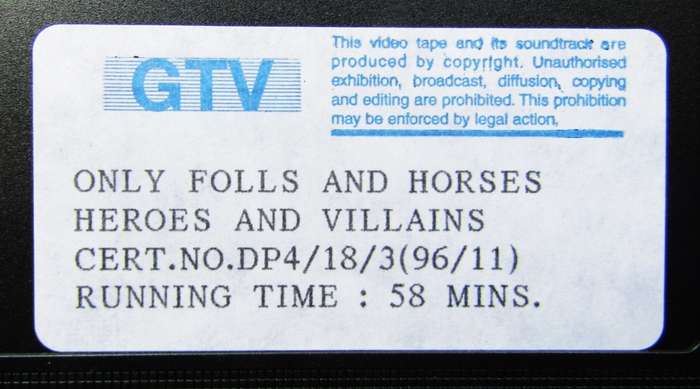 GTV
This video tape and its soundtrack are
produced by copyright. Unauthorised
exhibition, broadcast, diffusion, copying
and editing are prohibited. This prohibition
may be enforced by legal action.
ONLY FOLLS AND HORSES
HEROES AND VILLAINS
CERT.NO.DP4/18/3(96/11)
RUNNING TIME : 58 MINS.